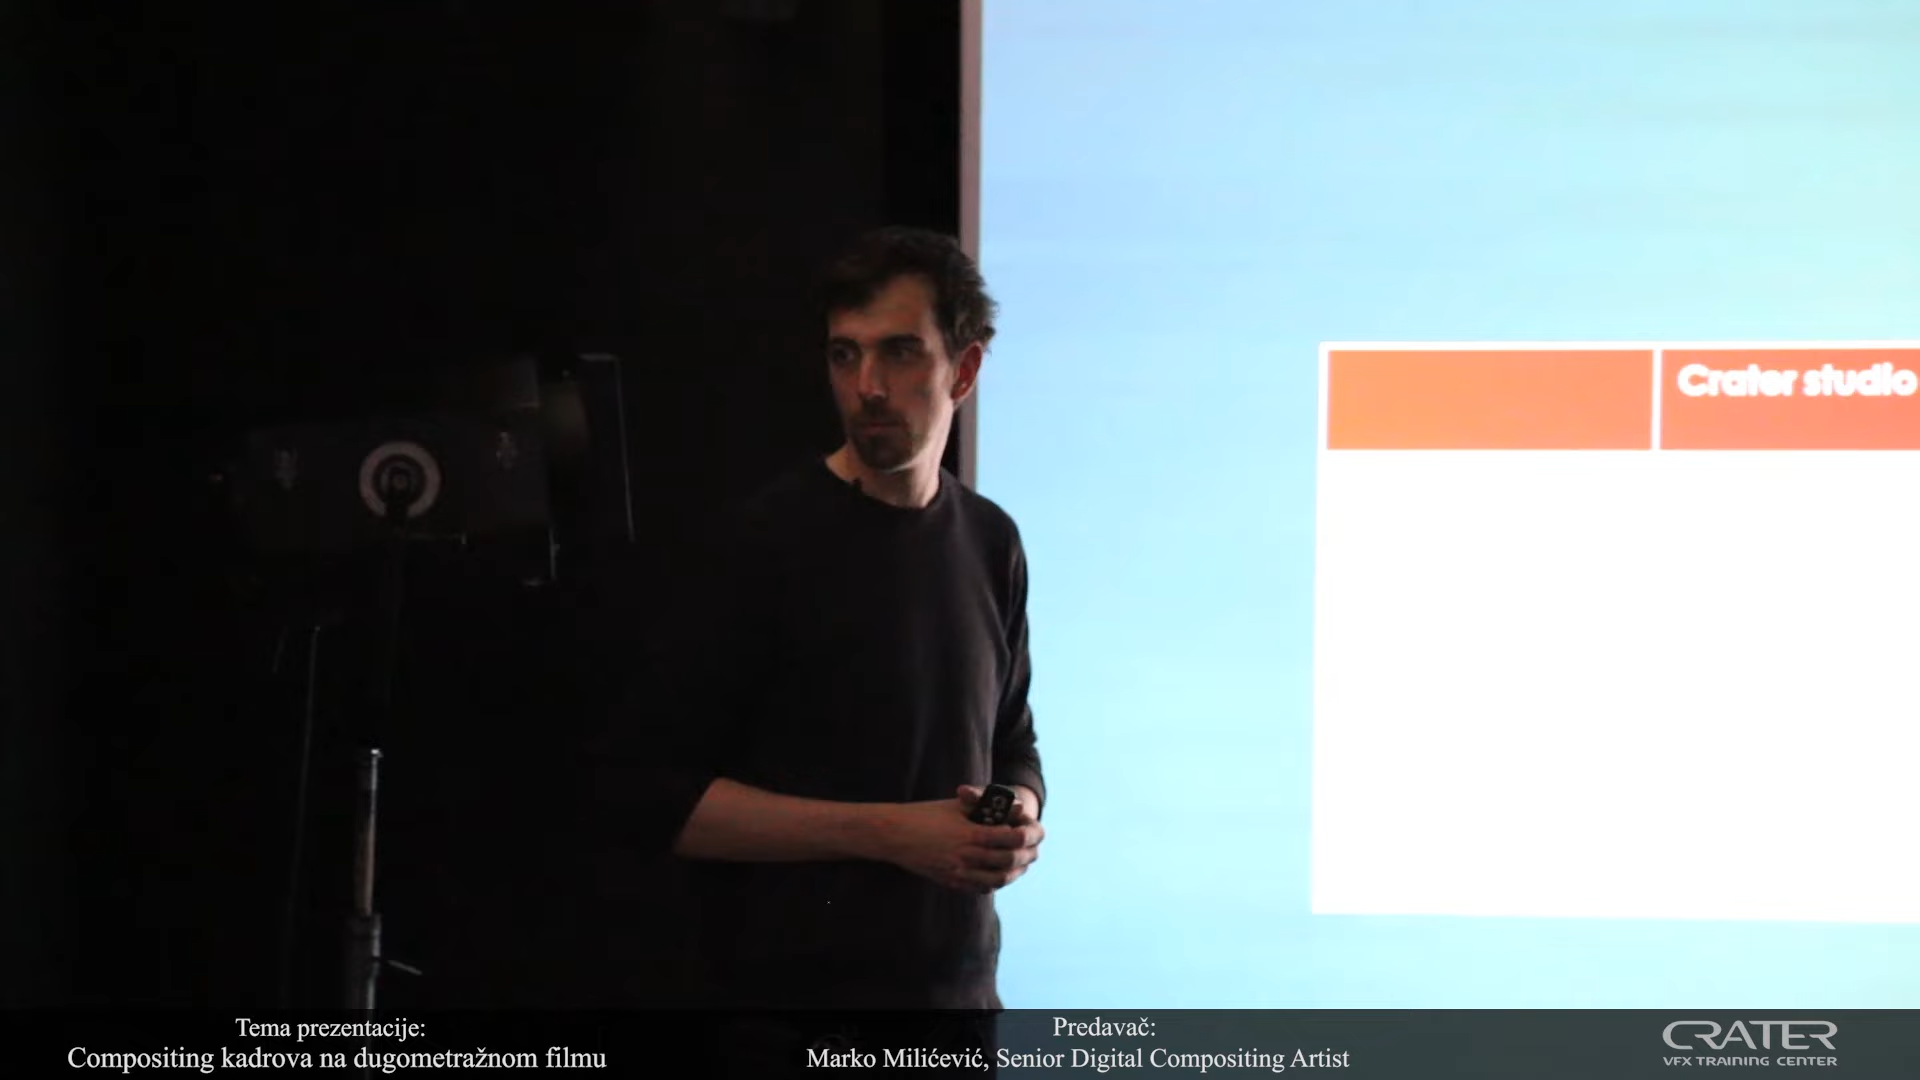 Crater studio
Tema prezentacije:
Compositing kadrova na dugometražnom filmu
Predavač:
Marko Milićević, Senior Digital Compositing Artist
CRATER
VFX TRAINING CENTER